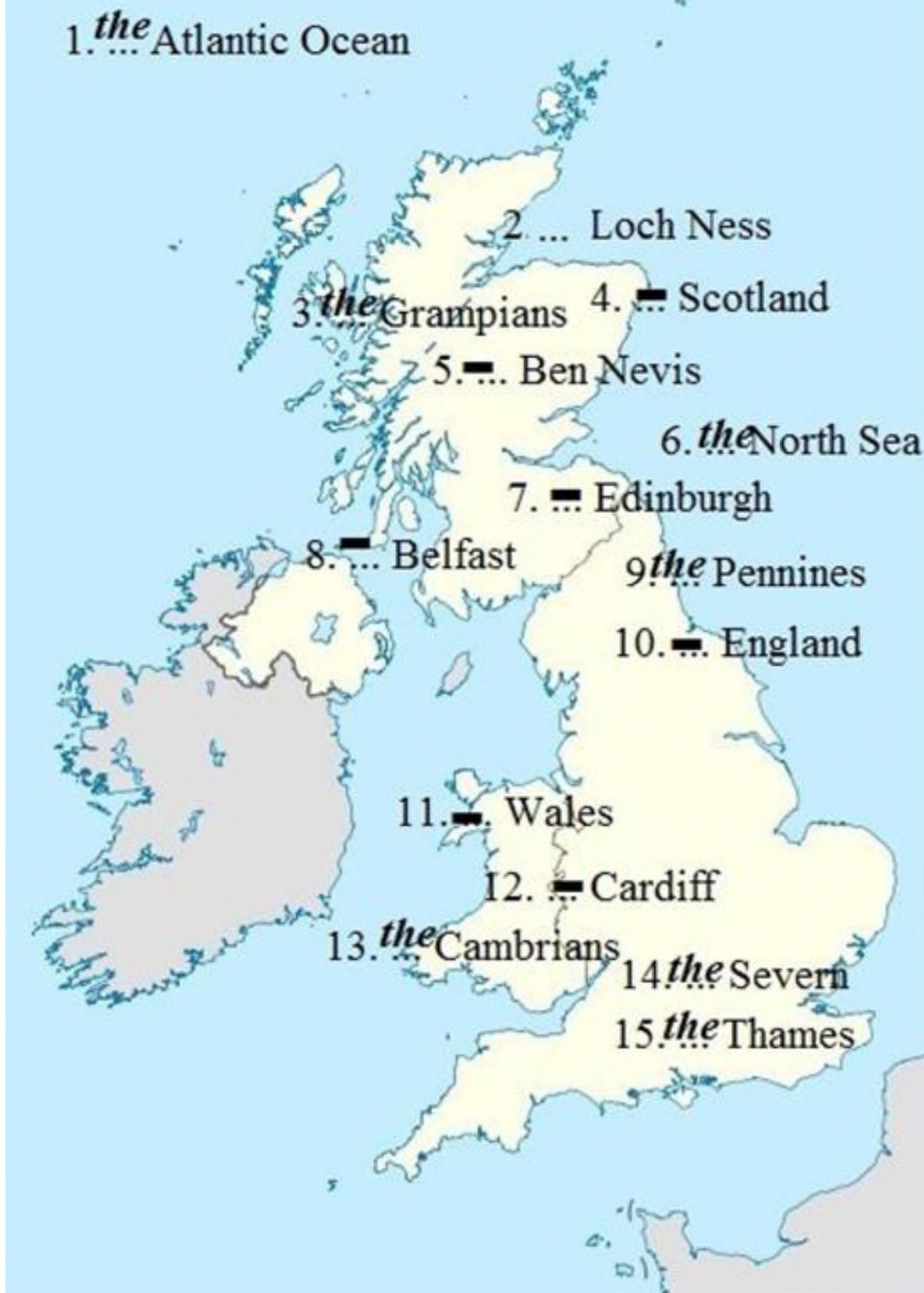 1. the ... Atlantic Ocean
2 ... Loch Ness
3. the ... Grampians
4. – ... Scotland
5. – ... Ben Nevis
6. the ... North Sea
7. – ... Edinburgh
8. – ... Belfast
9. the ... Pennines
10. – ... England
11. – ... Wales
12. – ... Cardiff
13. the ... Cambrians
14. the ... Severn
15. the ... Thames